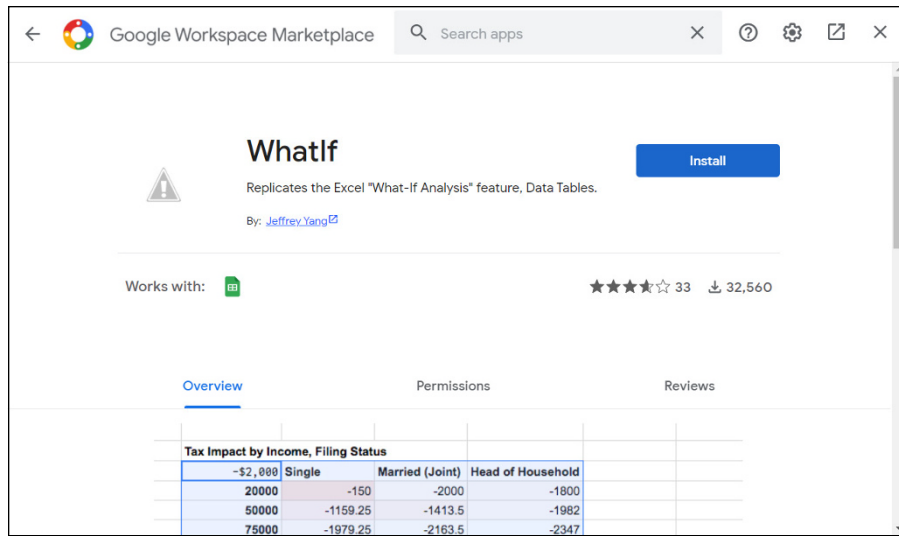 Google Workspace Marketplace Search apps
WhatIf
Install
Replicates the Excel "What-If Analysis" feature, Data Tables.
By: Jeffrey Yang
Works with: 33 32,560
Overview Permissions Reviews
Tax Impact by Income, Filing Status
-$2,000 Single Married (Joint) Head of Household
20000 -150 -2000 -1800
50000 -1159.25 -1413.5 -1982
75000 -1979.25 -2163.5 -2347